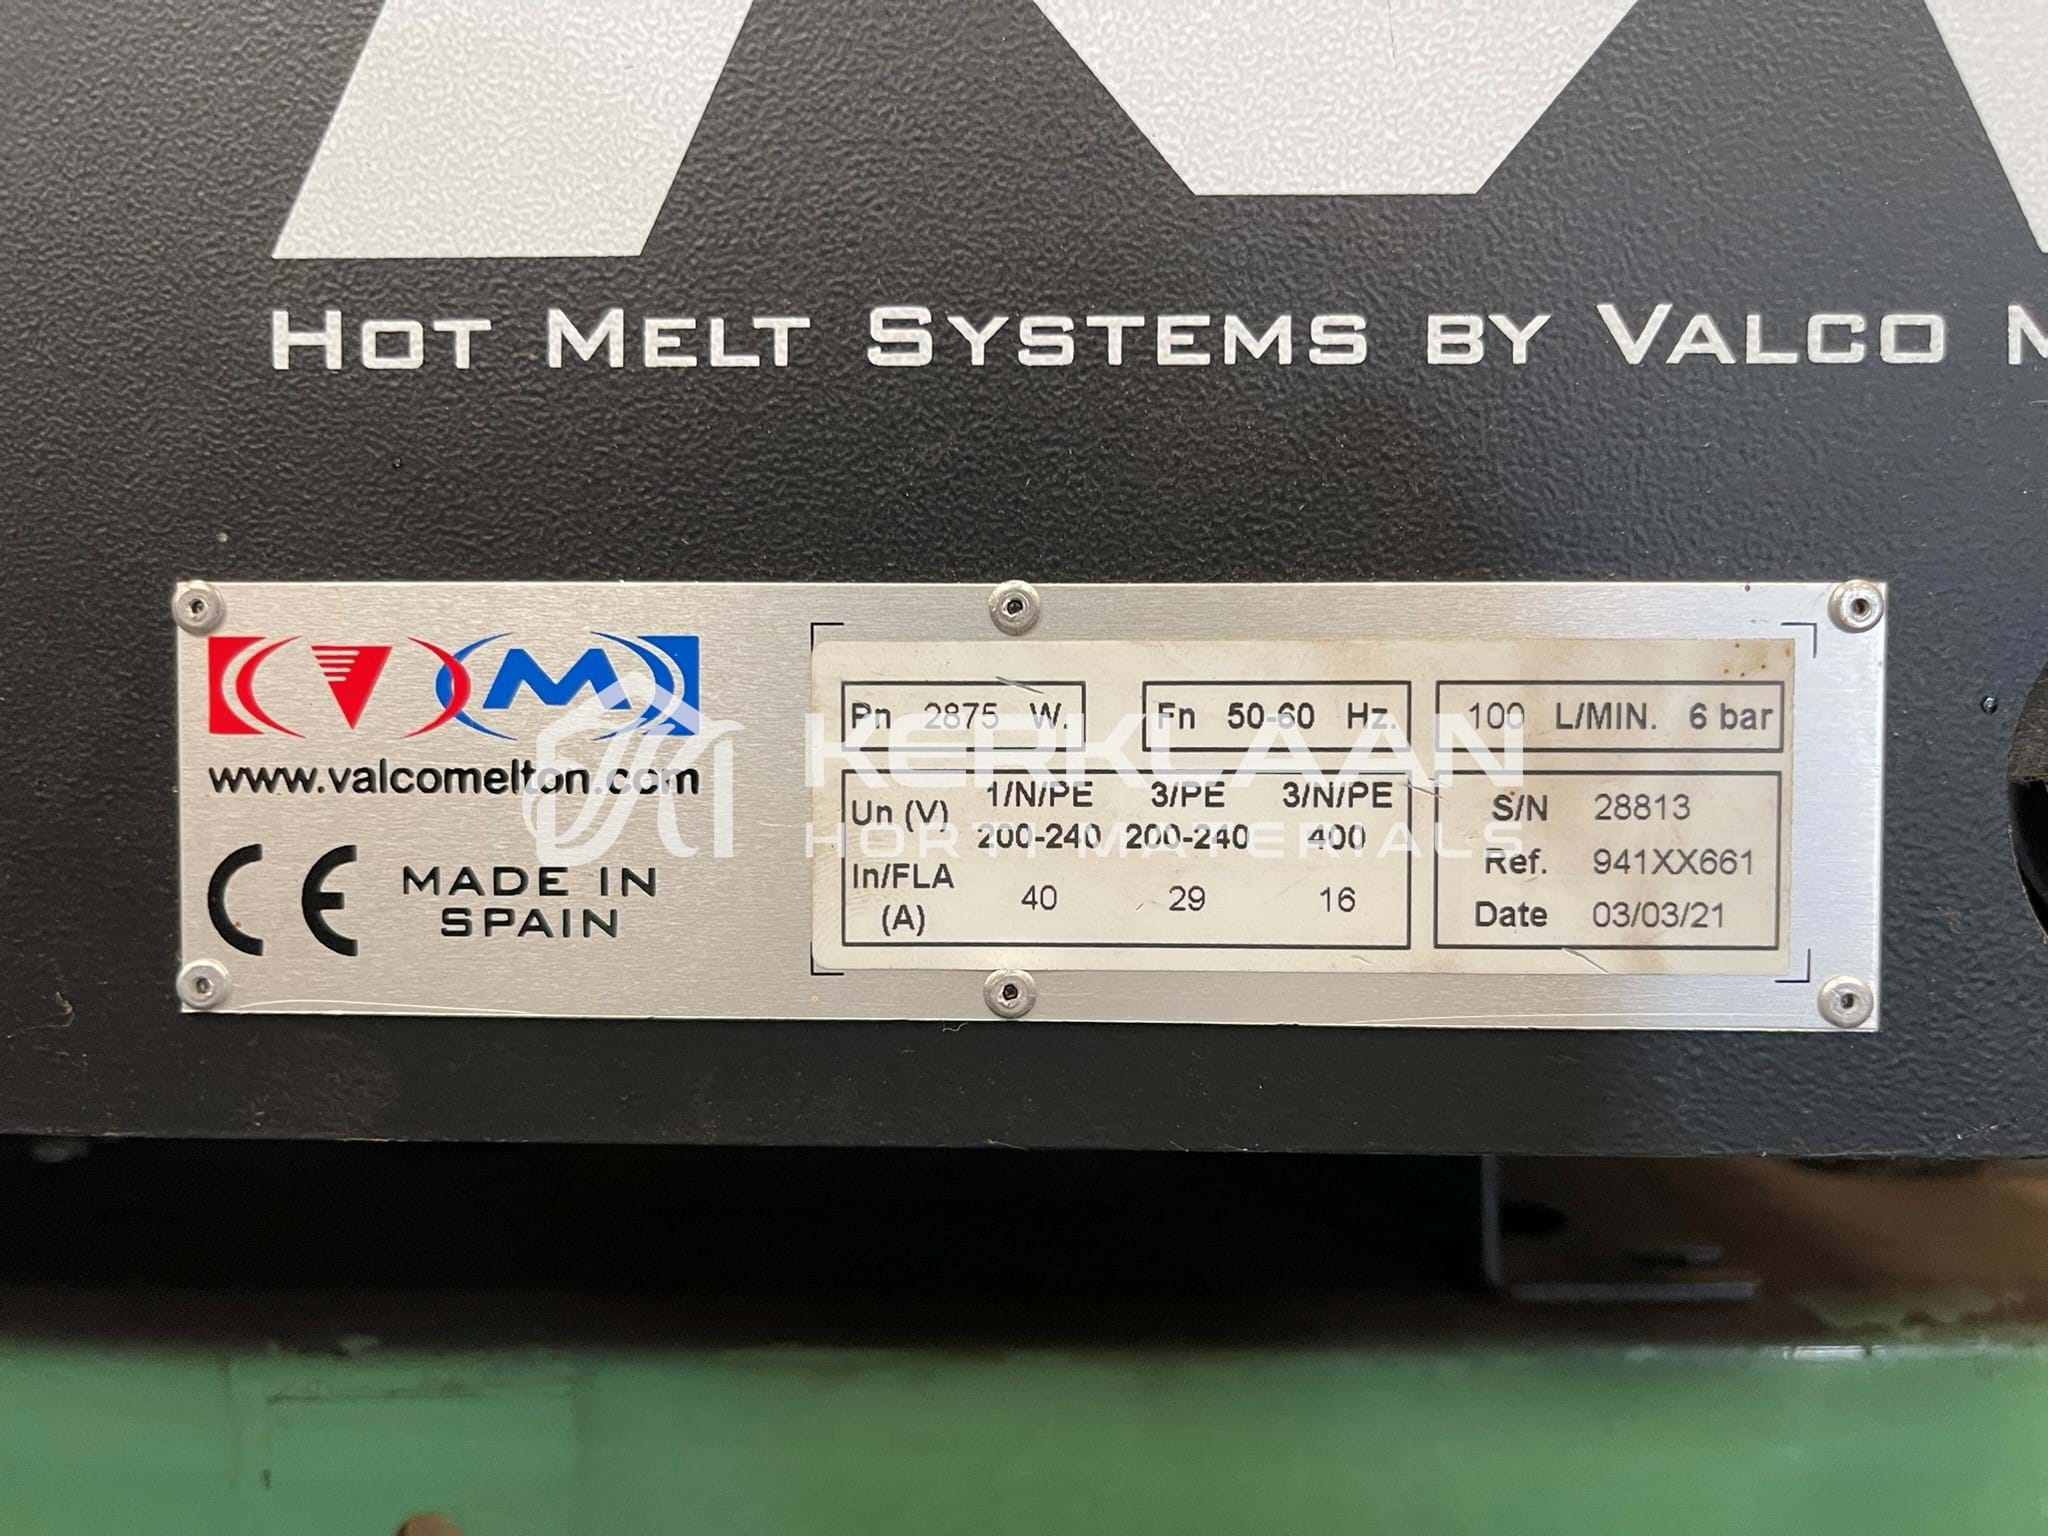 HOT MELT SYSTEMS BY VALCO M
V M
www.valcomelton.com
CE MADE IN
SPAIN
Pn 2875 W. Fn 50-60 Hz. 100 L/MIN. 6 bar
Un (V) 1/N/PE 3/PE 3/N/PE
200-240 200-240 400
In/FLA
(A) 40 29 16
S/N 28813
Ref. 941XX661
Date 03/03/21
KERKLAAN
HORTI MATERIALS